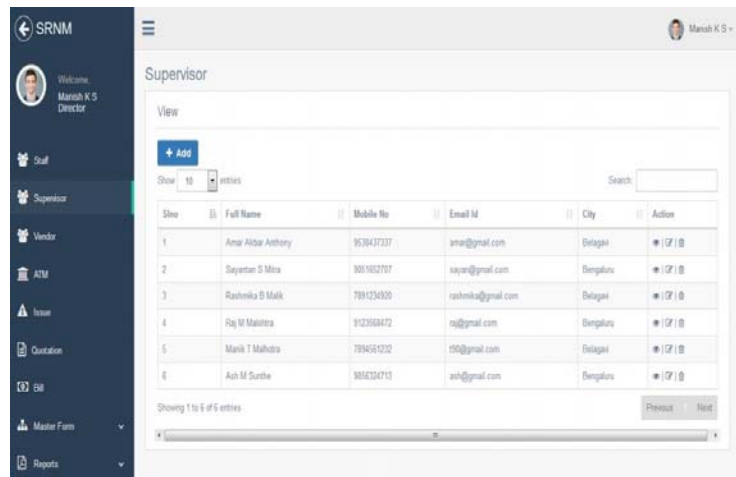 SRNM
Manish K S
Welcome,
Manish K S
Director
Staff
Supervisor
Vendor
ATM
Issue
Quotation
Bill
Master Form
Reports
Supervisor
View
+ Add
Show 10 entries
Search:
Slno Full Name Mobile No Email Id City Action
1 Amar Akbar Anthony 9538437337 amar@gmail.com Belagavi
2 Sayantan S Mitra 9051652707 sayan@gmail.com Bengaluru
3 Rashmika B Malik 7891234920 rashmika@gmail.com Belagavi
4 Raj M Malohtra 9123568472 raj@gmail.com Bengaluru
5 Manik T Malhotra 7894561232 t90@gmail.com Belagavi
6 Ash M Sunthe 9856324713 ash@gmail.com Bengaluru
Showing 1 to 6 of 6 entries
Previous 1 Next